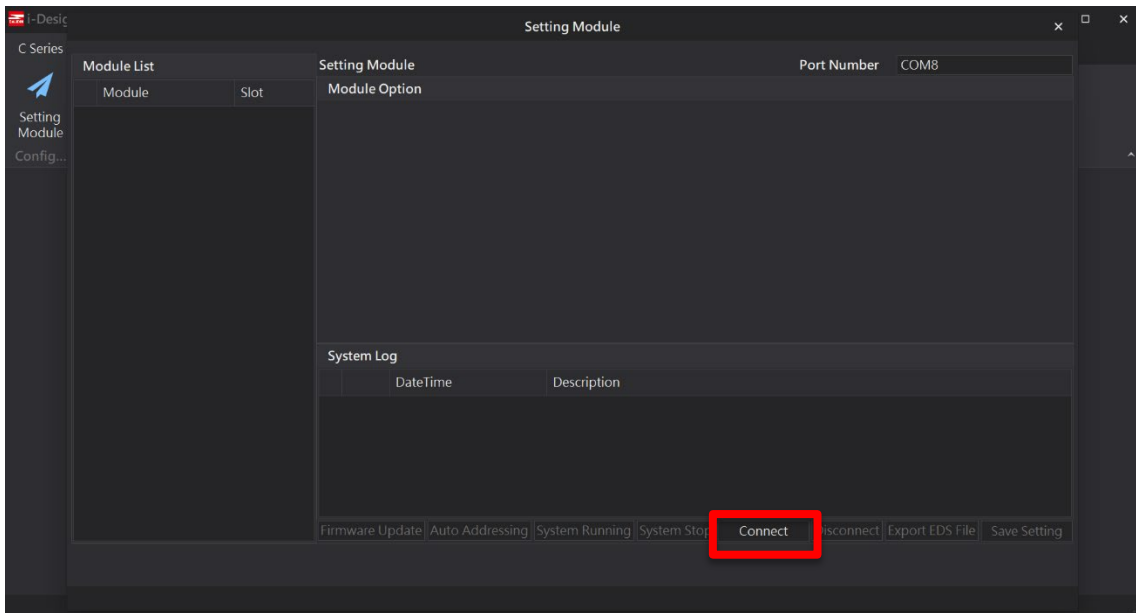 i-Desig
Setting Module
C Series
Module List
Setting Module
Port Number
COM8
Module
Slot
Module Option
Setting
Module
Config...
System Log
DateTime
Description
Firmware Update
Auto Addressing
System Running
System Stop
Connect
isconnect
Export EDS File
Save Setting